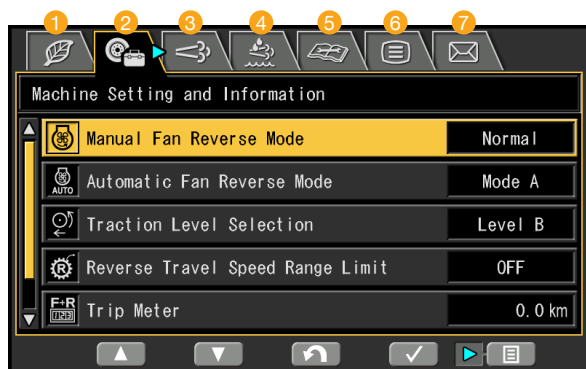 1 2 3 4 5 6 7
Machine Setting and Information
Manual Fan Reverse Mode Normal
AUTO Automatic Fan Reverse Mode Mode A
Traction Level Selection Level B
R Reverse Travel Speed Range Limit OFF
F+R 123 Trip Meter 0.0 km